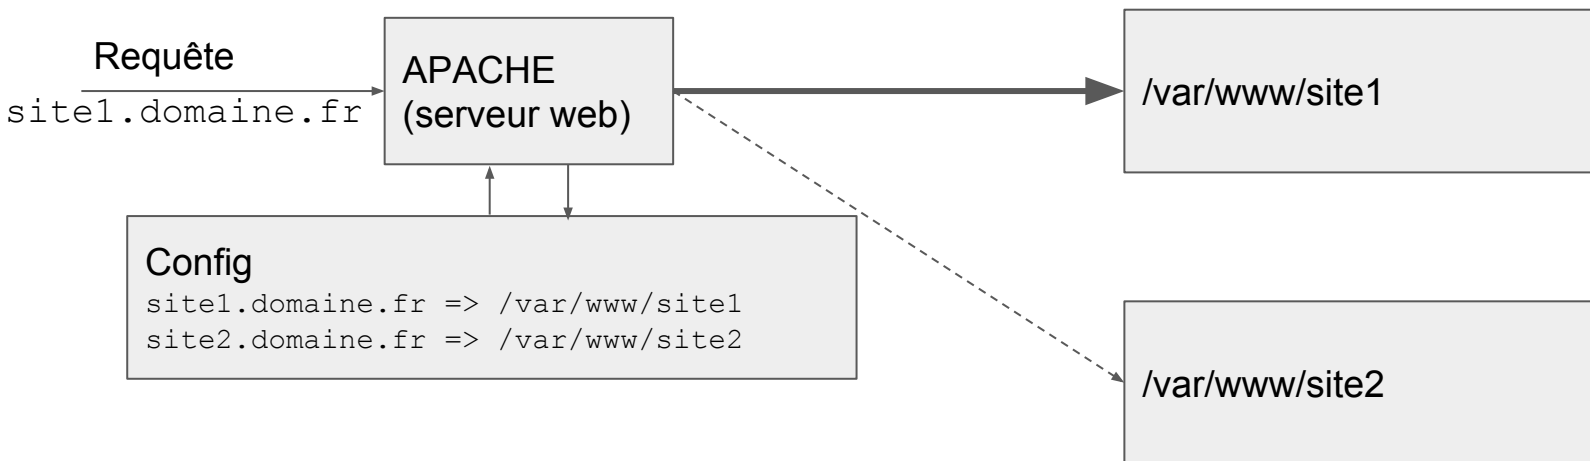 Requête
site1.domaine.fr
APACHE
(serveur web)
/var/www/site1
Config
site1.domaine.fr => /var/www/site1
site2.domaine.fr => /var/www/site2
/var/www/site2